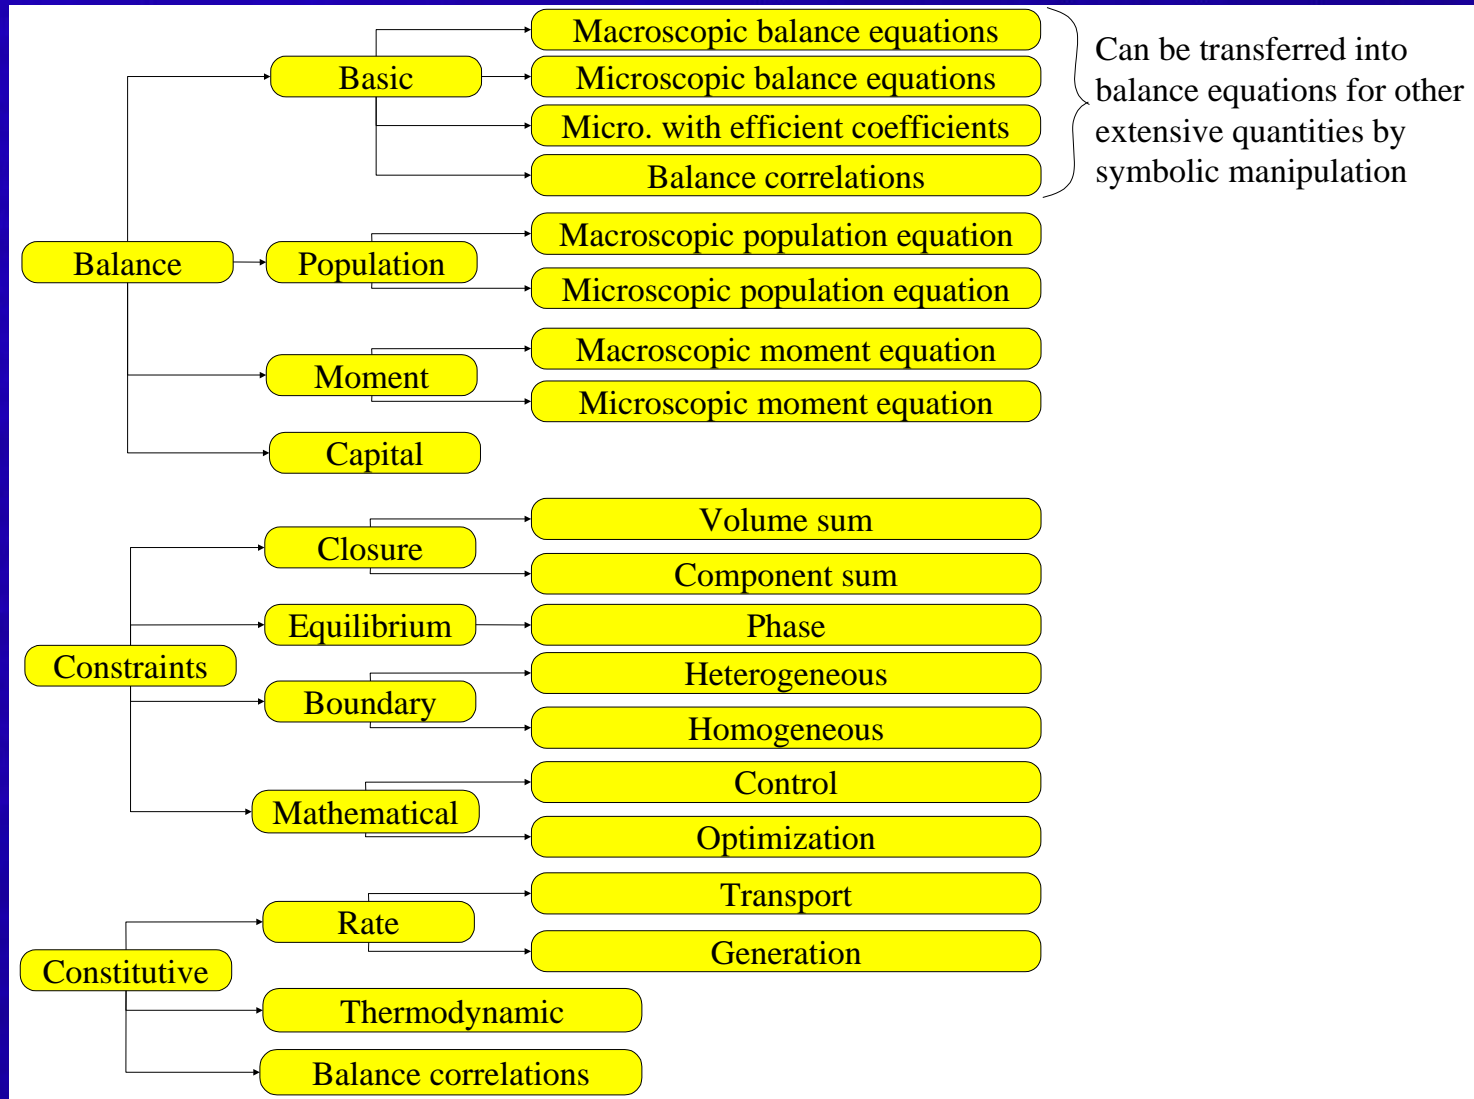 Macroscopic balance equations
Basic
Microscopic balance equations
Micro. with efficient coefficients
Balance correlations
Can be transferred into
balance equations for other
extensive quantities by
symbolic manipulation
Balance
Population
Macroscopic population equation
Microscopic population equation
Moment
Macroscopic moment equation
Microscopic moment equation
Capital
Constraints
Closure
Volume sum
Component sum
Equilibrium
Phase
Boundary
Heterogeneous
Homogeneous
Mathematical
Control
Optimization
Constitutive
Rate
Transport
Generation
Thermodynamic
Balance correlations